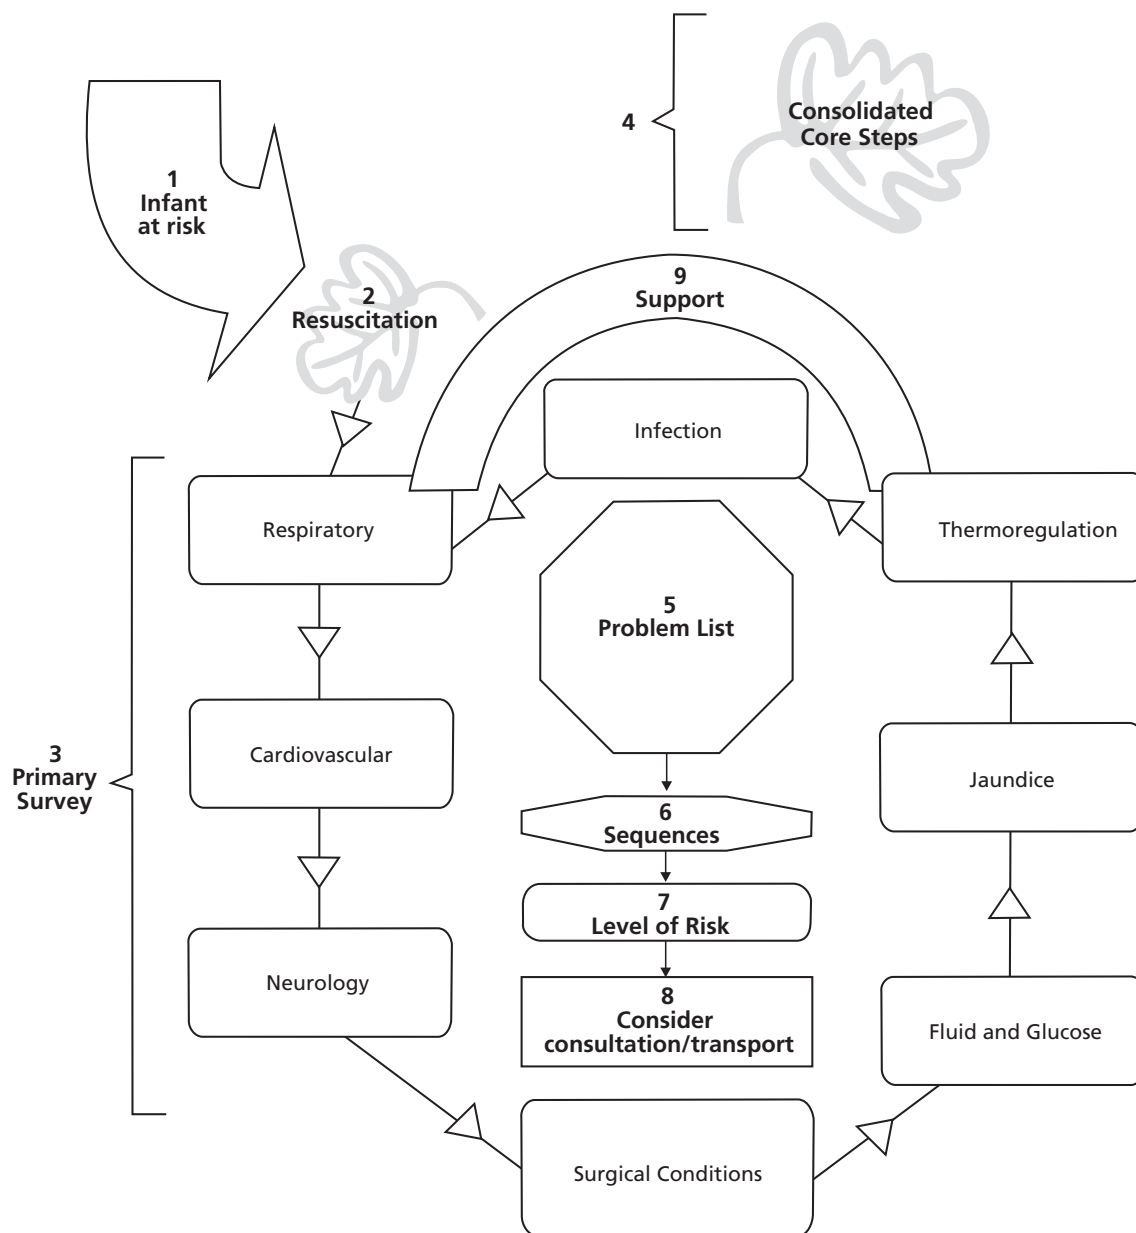 4
Consolidated
Core Steps
1
Infant
at risk
2
Resuscitation
9
Support
Infection
Respiratory
Thermoregulation
5
Problem List
3
Primary
Survey
Cardiovascular
Jaundice
6
Sequences
7
Level of Risk
Neurology
8
Consider
consultation/transport
Fluid and Glucose
Surgical Conditions